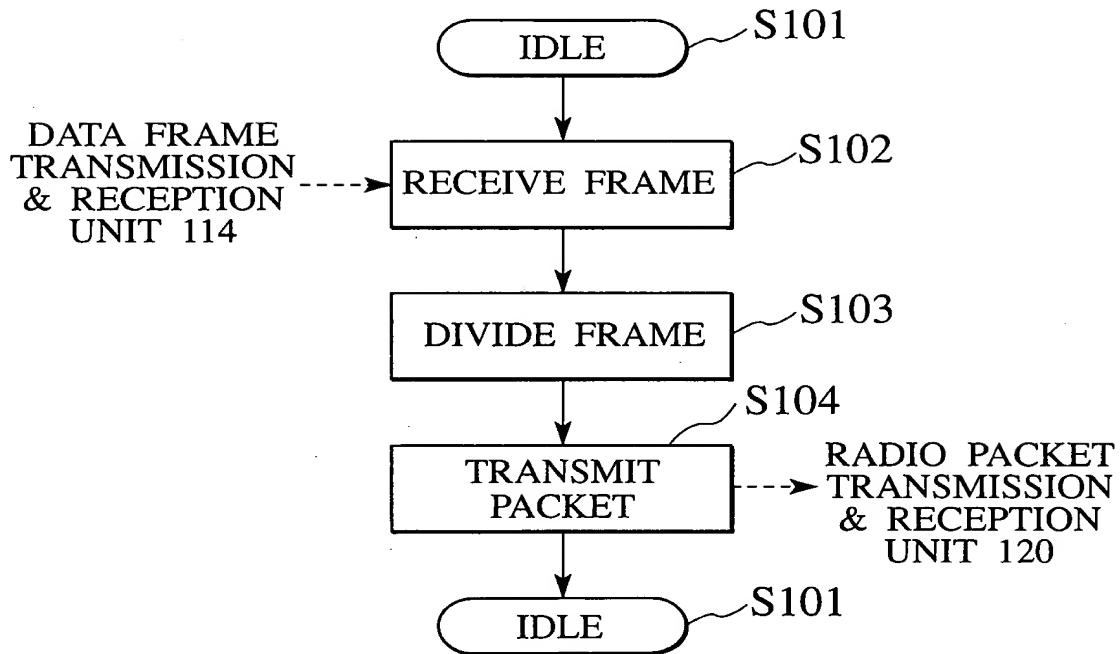 IDLE
S101
DATA FRAME
TRANSMISSION
& RECEPTION
UNIT 114
RECEIVE FRAME
S102
DIVIDE FRAME
S103
S104
TRANSMIT
PACKET
RADIO PACKET
TRANSMISSION
& RECEPTION
UNIT 120
IDLE
S101